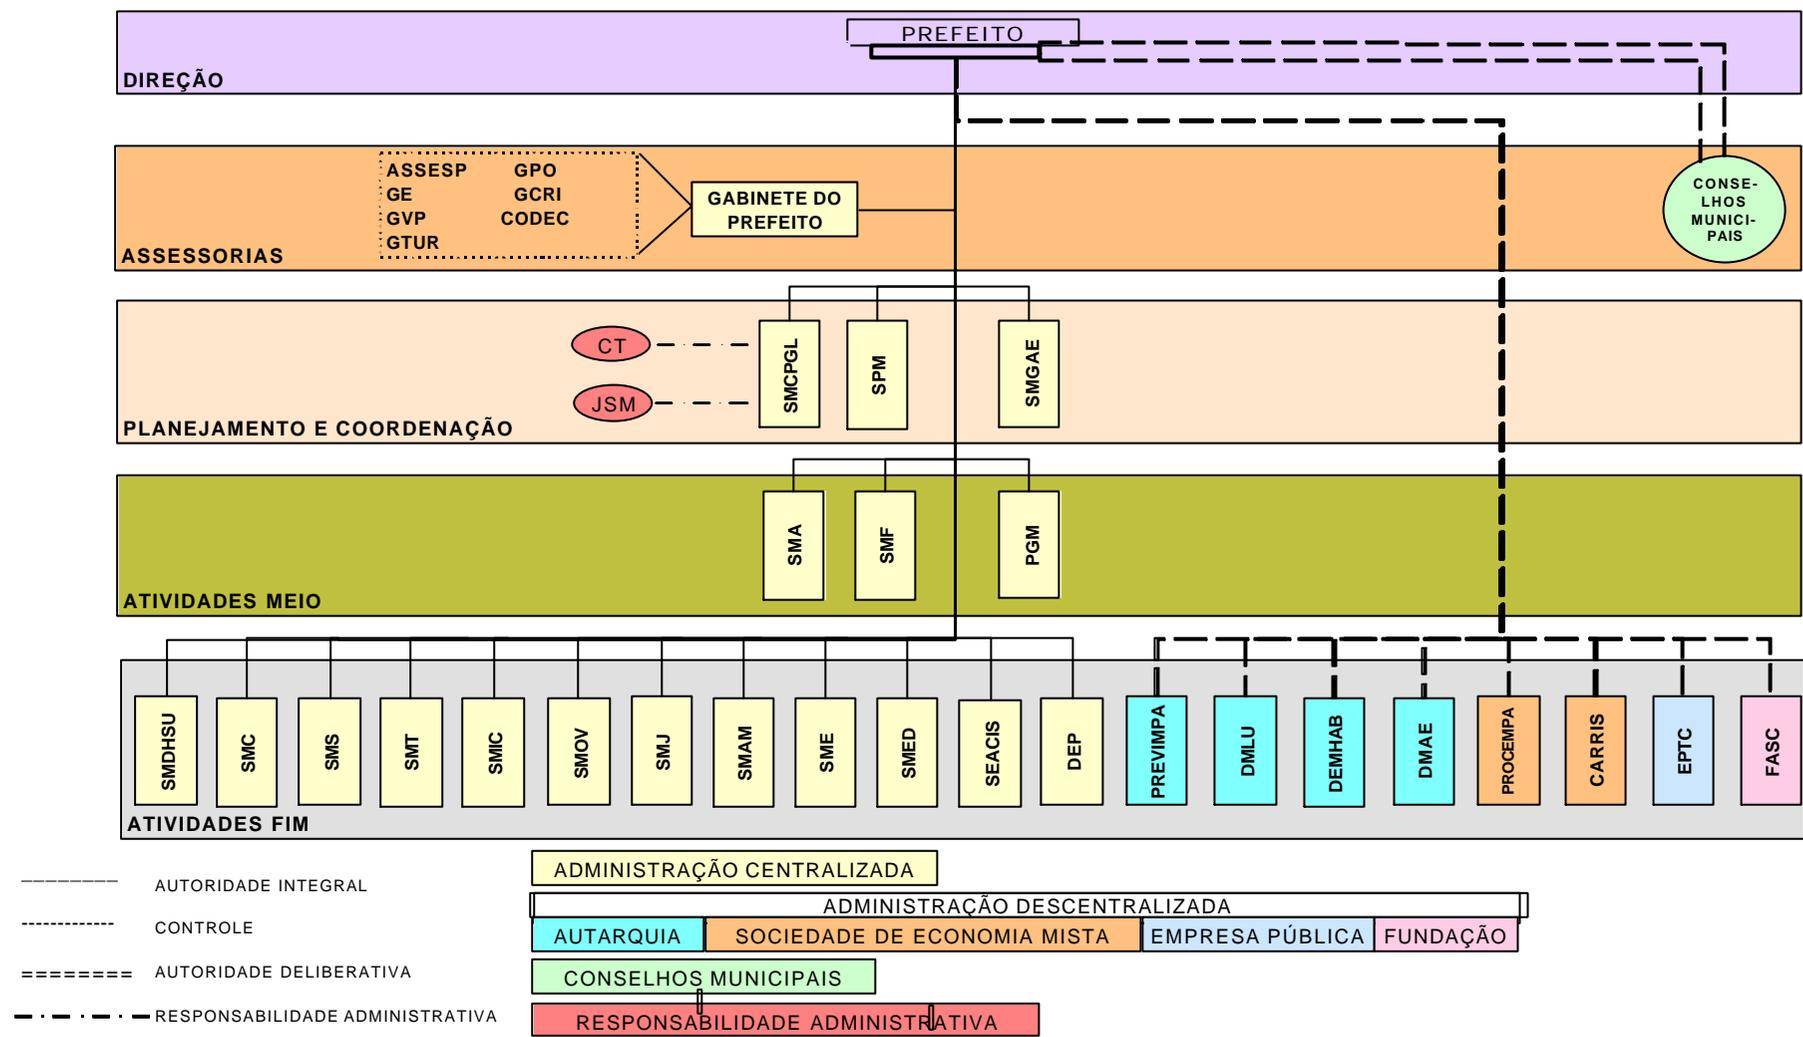 PREFEITO
DIREÇÃO
ASSESP GPO
GE GCRI
GVP CODEC
GTUR
GABINETE DO
PREFEITO
CONSE-
LHOS
MUNICI-
PAIS
ASSESSORIAS
CT
JSM
SMCPGL
SPM
SMGAE
PLANEJAMENTO E COORDENAÇÃO
SMA
SMF
PGM
ATIVIDADES MEIO
SMDHSU
SMC
SMS
SMT
SMIC
SMOV
SMJ
SMAM
SME
SMED
SEACIS
DEP
PREVIMPA
DMLU
DEMHAB
DMAE
PROCEMPA
CARRIS
EPTC
FASC
ATIVIDADES FIM
AUTORIDADE INTEGRAL
CONTROLE
AUTORIDADE DELIBERATIVA
RESPONSABILIDADE ADMINISTRATIVA
ADMINISTRAÇÃO CENTRALIZADA
ADMINISTRAÇÃO DESCENTRALIZADA
AUTARQUIA
SOCIEDADE DE ECONOMIA MISTA
EMPRESA PÚBLICA
FUNDAÇÃO
CONSELHOS MUNICIPAIS
RESPONSABILIDADE ADMINISTRATIVA